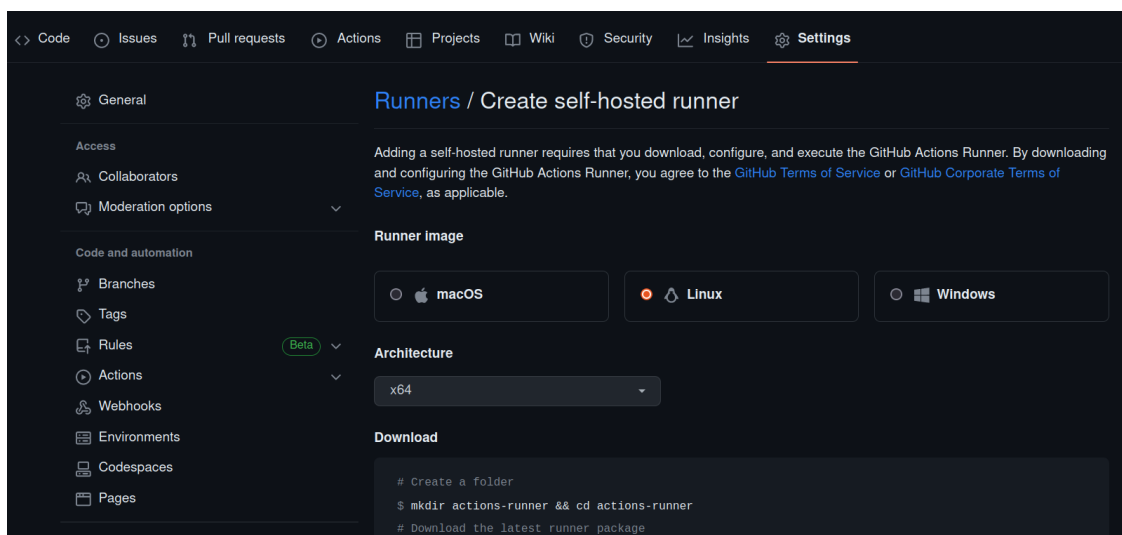 Code Issues Pull requests Actions Projects Wiki Security Insights Settings
General
Access
Collaborators
Moderation options
Code and automation
Branches
Tags
Rules Beta
Actions
Webhooks
Environments
Codespaces
Pages
Runners / Create self-hosted runner
Adding a self-hosted runner requires that you download, configure, and execute the GitHub Actions Runner. By downloading
and configuring the GitHub Actions Runner, you agree to the GitHub Terms of Service or GitHub Corporate Terms of
Service, as applicable.
Runner image
macOS Linux Windows
Architecture
x64
Download
# Create a folder
$ mkdir actions-runner && cd actions-runner
# Download the latest runner package